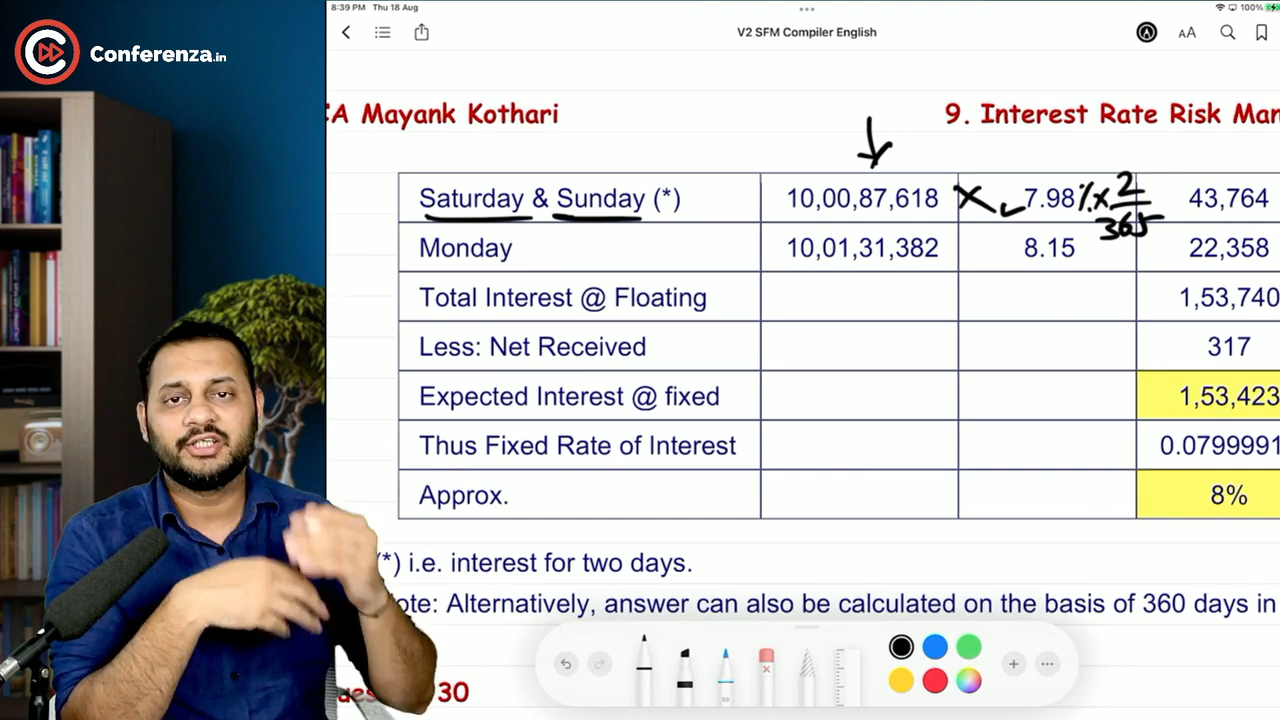 8:39 PM Thu 18 Aug
100%
Conferenza.in
V2 SFM Compiler English
AA
CA Mayank Kothari
9. Interest Rate Risk Man
Saturday & Sunday (*) 10,00,87,618 × 7.98 % × 2/365 43,764
Monday 10,01,31,382 8.15 22,358
Total Interest @ Floating 1,53,740
Less: Net Received 317
Expected Interest @ fixed 1,53,423
Thus Fixed Rate of Interest 0.0799991
Approx. 8%
(*) i.e. interest for two days.
ote: Alternatively, answer can also be calculated on the basis of 360 days in
30